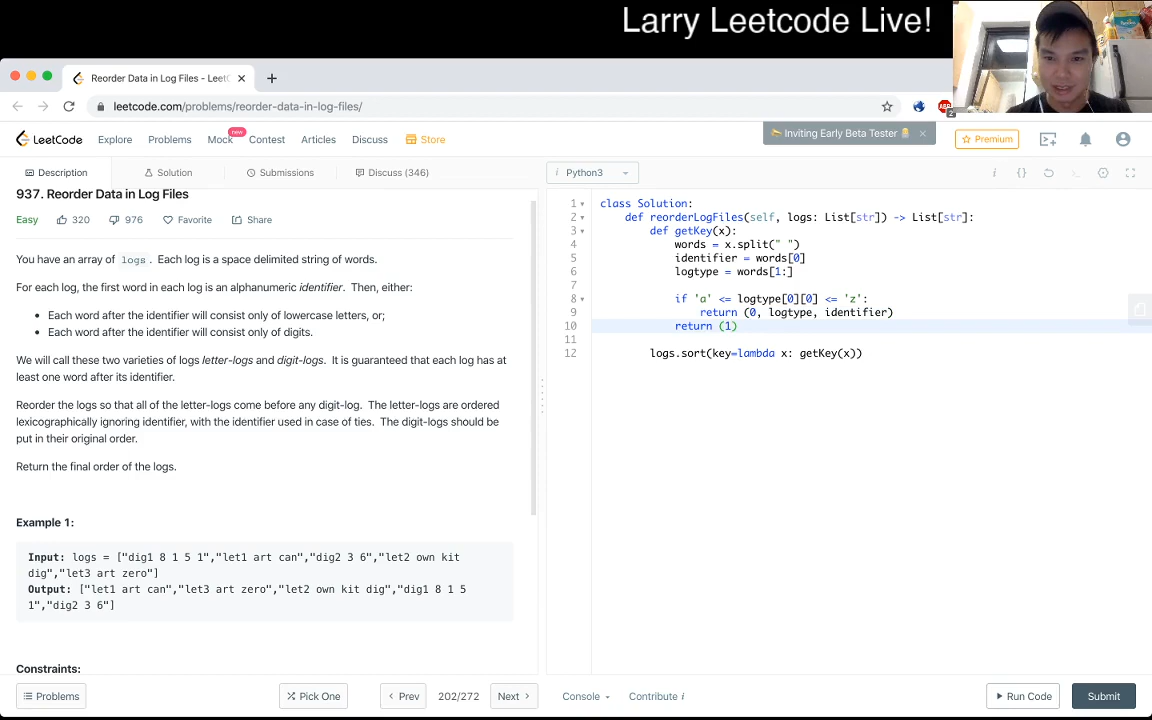 Larry Leetcode Live!
Reorder Data in Log Files - LeetC
leetcode.com/problems/reorder-data-in-log-files/
2
LeetCode Explore Problems Mock new Contest Articles Discuss Store
Inviting Early Beta Tester
Premium
Description Solution Submissions Discuss (346)
i Python3
937. Reorder Data in Log Files
Easy 320 976 Favorite Share
You have an array of logs. Each log is a space delimited string of words.
For each log, the first word in each log is an alphanumeric identifier. Then, either:
• Each word after the identifier will consist only of lowercase letters, or;
• Each word after the identifier will consist only of digits.
We will call these two varieties of logs letter-logs and digit-logs. It is guaranteed that each log has at
least one word after its identifier.
Reorder the logs so that all of the letter-logs come before any digit-log. The letter-logs are ordered
lexicographically ignoring identifier, with the identifier used in case of ties. The digit-logs should be
put in their original order.
Return the final order of the logs.
Example 1:
Input: logs = ["dig1 8 1 5 1","let1 art can","dig2 3 6","let2 own kit
dig","let3 art zero"]
Output: ["let1 art can","let3 art zero","let2 own kit dig","dig1 8 1 5
1","dig2 3 6"]
Constraints:
1 class Solution:
2 def reorderLogFiles(self, logs: List[str]) -> List[str]:
3 def getKey(x):
4 words = x.split(" ")
5 identifier = words[0]
6 logtype = words[1:]
7
8 if 'a' <= logtype[0][0] <= 'z':
9 return (0, logtype, identifier)
10 return (1)
11
12 logs.sort(key=lambda x: getKey(x))
Problems Pick One Prev 202/272 Next
Console Contribute i Run Code Submit